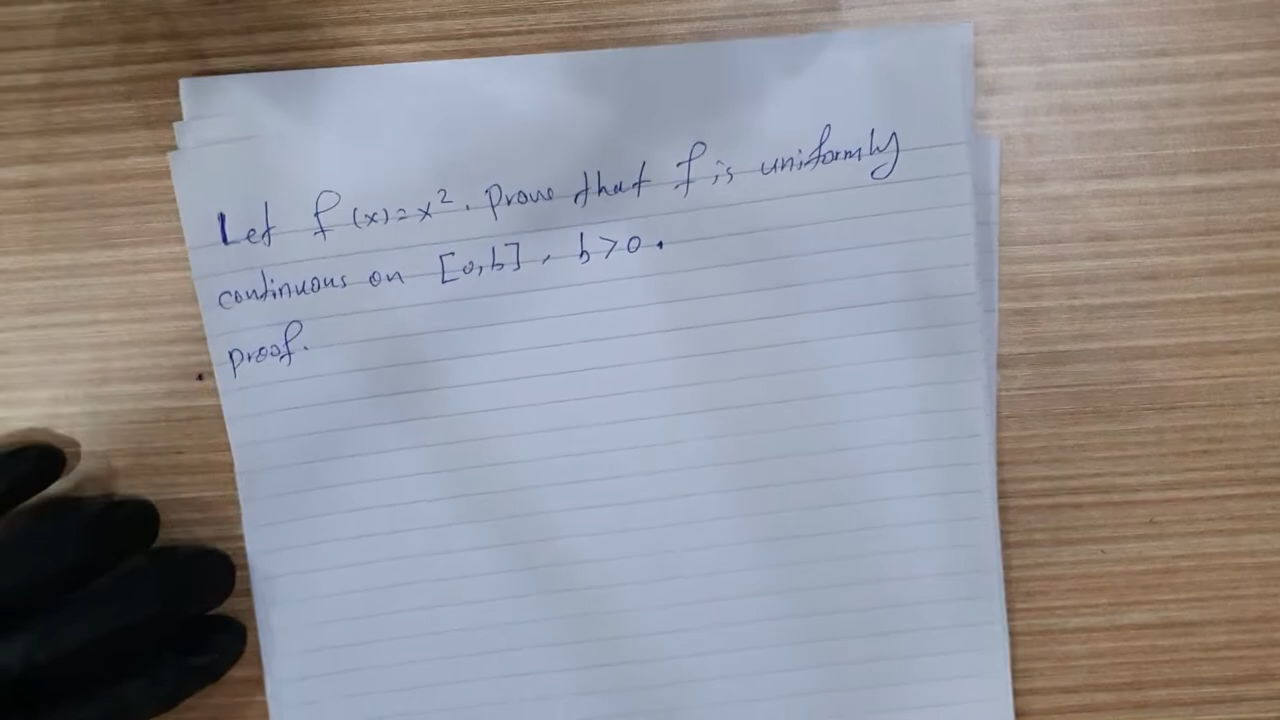 Let f(x)=x². Prove that f is uniformly
continuous on [0,b], b>0.
proof.